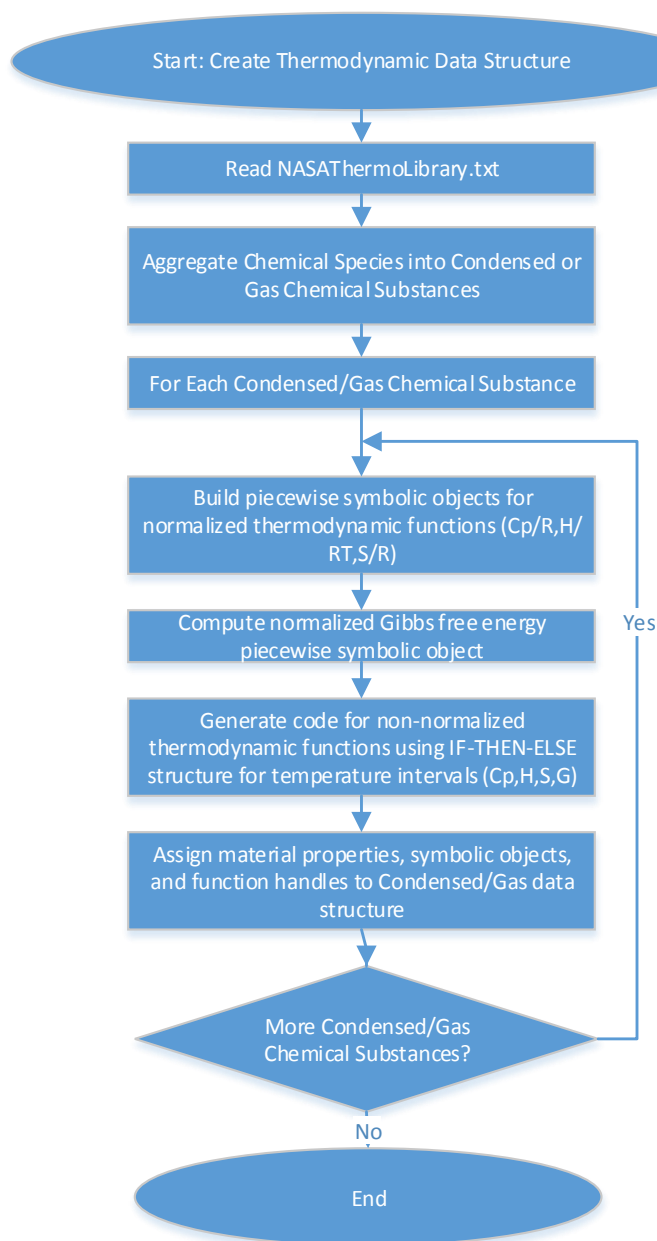 Start: Create Thermodynamic Data Structure
Read NASAThermoLibrary.txt
Aggregate Chemical Species into Condensed or
Gas Chemical Substances
For Each Condensed/Gas Chemical Substance
Build piecewise symbolic objects for
normalized thermodynamic functions (Cp/R,H/
RT,S/R)
Compute normalized Gibbs free energy
piecewise symbolic object
Yes
Generate code for non-normalized
thermodynamic functions using IF-THEN-ELSE
structure for temperature intervals (Cp,H,S,G)
Assign material properties, symbolic objects,
and function handles to Condensed/Gas data
structure
More Condensed/Gas
Chemical Substances?
No
End